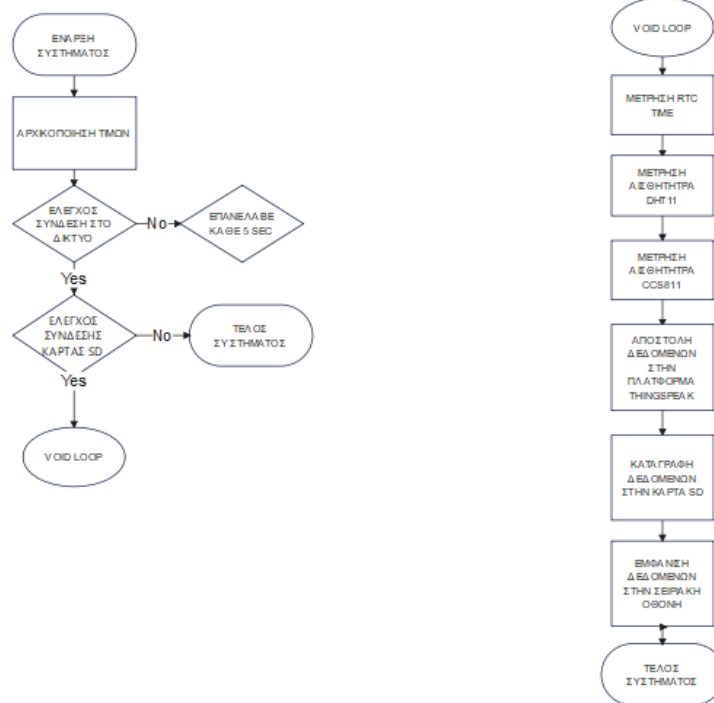 ΕΝΑΡΞΗ
ΣΥΣΤΗΜΑΤΟΣ
ΑΡΧΙΚΟΠΟΙΗΣΗ ΤΙΜΩΝ
ΕΛΕΓΧΟΣ
ΣΥΝΔΕΣΗ ΣΤΟ
ΔΙΚΤΥΟ
No
ΕΠΑΝΕΛΑΒΕ
ΚΑΘΕ 5 SEC
Yes
ΕΛΕΓΧΟΣ
ΣΥΝΔΕΣΗΣ
ΚΑΡΤΑΣ SD
No
ΤΕΛΟΣ
ΣΥΣΤΗΜΑΤΟΣ
Yes
VOID LOOP
VOID LOOP
ΜΕΤΡΗΣΗ RTC
TIME
ΜΕΤΡΗΣΗ
ΑΙΣΘΗΤΗΤΡΑ
DHT11
ΜΕΤΡΗΣΗ
ΑΙΣΘΗΤΗΤΡΑ
CCS811
ΑΠΟΣΤΟΛΗ
ΔΕΔΟΜΕΝΩΝ
ΣΤΗΝ
ΠΛΑΤΦΟΡΜΑ
THINGSPEAK
ΚΑΤΑΓΡΑΦΗ
ΔΕΔΟΜΕΝΩΝ
ΣΤΗΝ ΚΑΡΤΑ SD
ΕΜΦΑΝΙΣΗ
ΔΕΔΟΜΕΝΩΝ
ΣΤΗΝ ΣΕΙΡΙΑΚΗ
ΟΘΟΝΗ
ΤΕΛΟΣ
ΣΥΣΤΗΜΑΤΟΣ